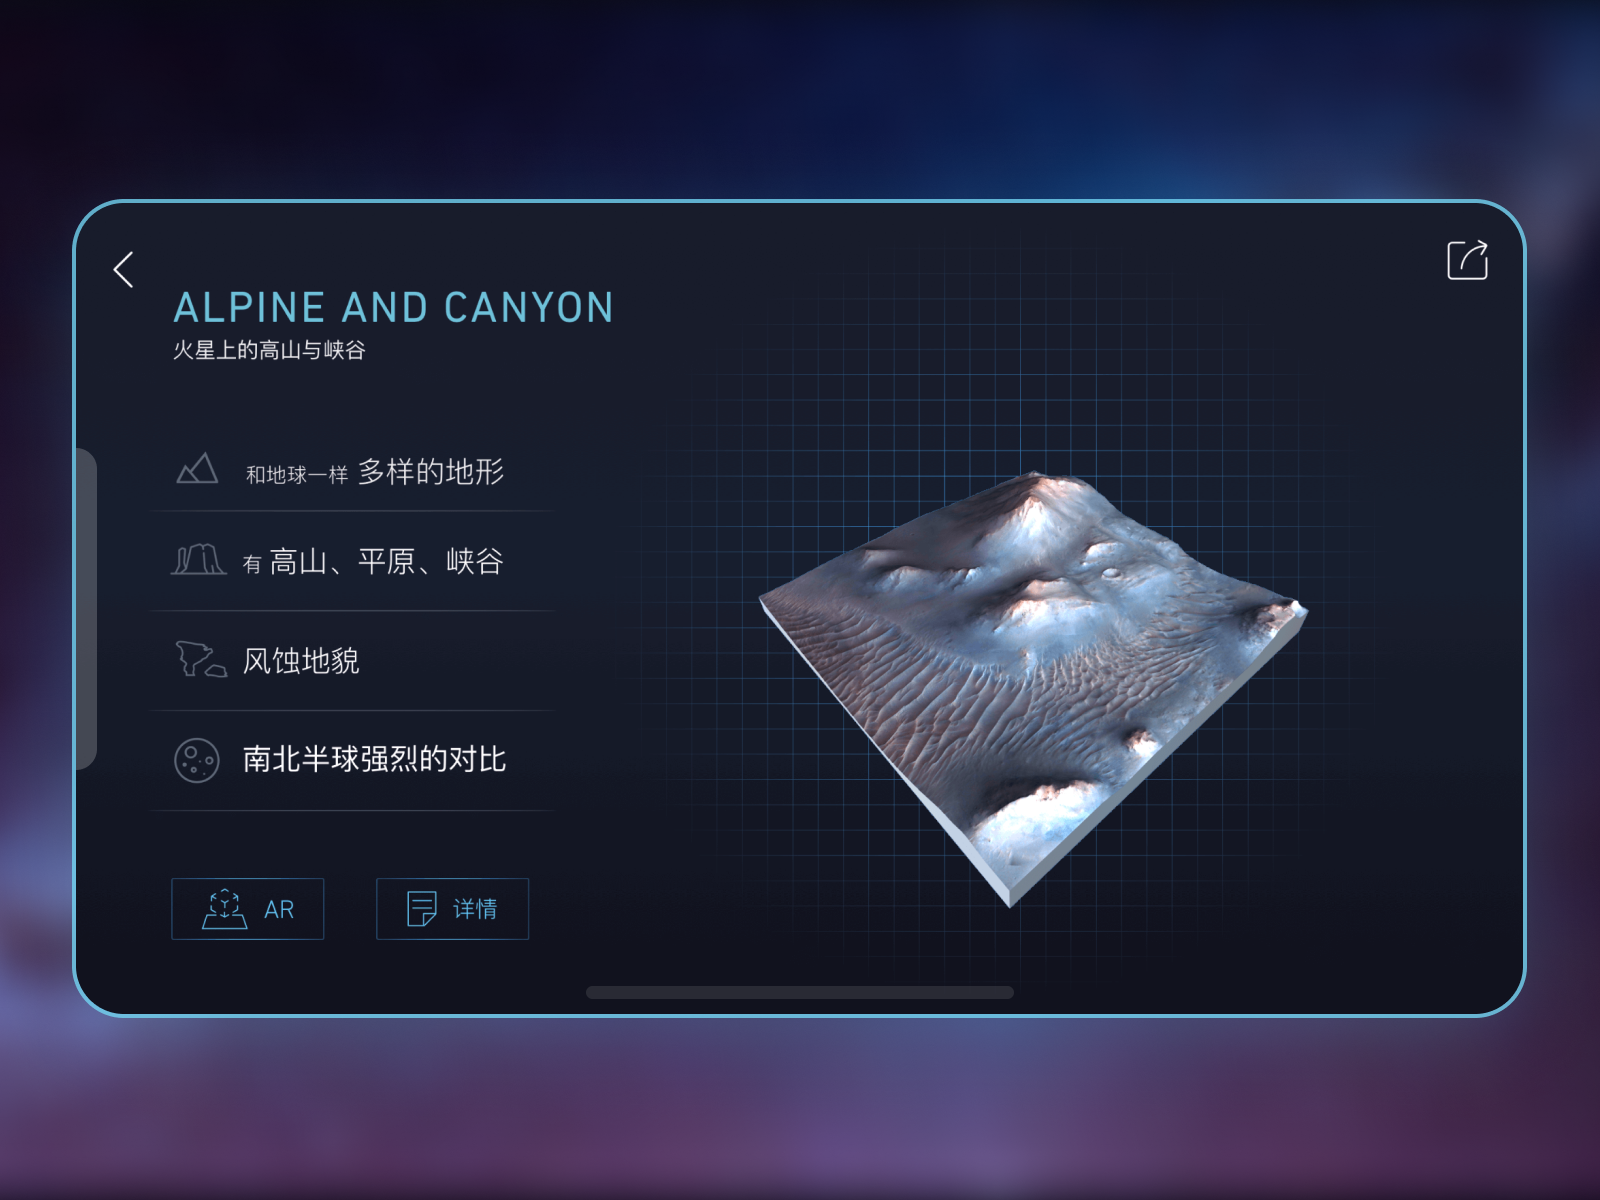 ALPINE AND CANYON
火星上的高山与峡谷
和地球一样 多样的地形
有 高山、平原、峡谷
风蚀地貌
南北半球强烈的对比
AR
详情